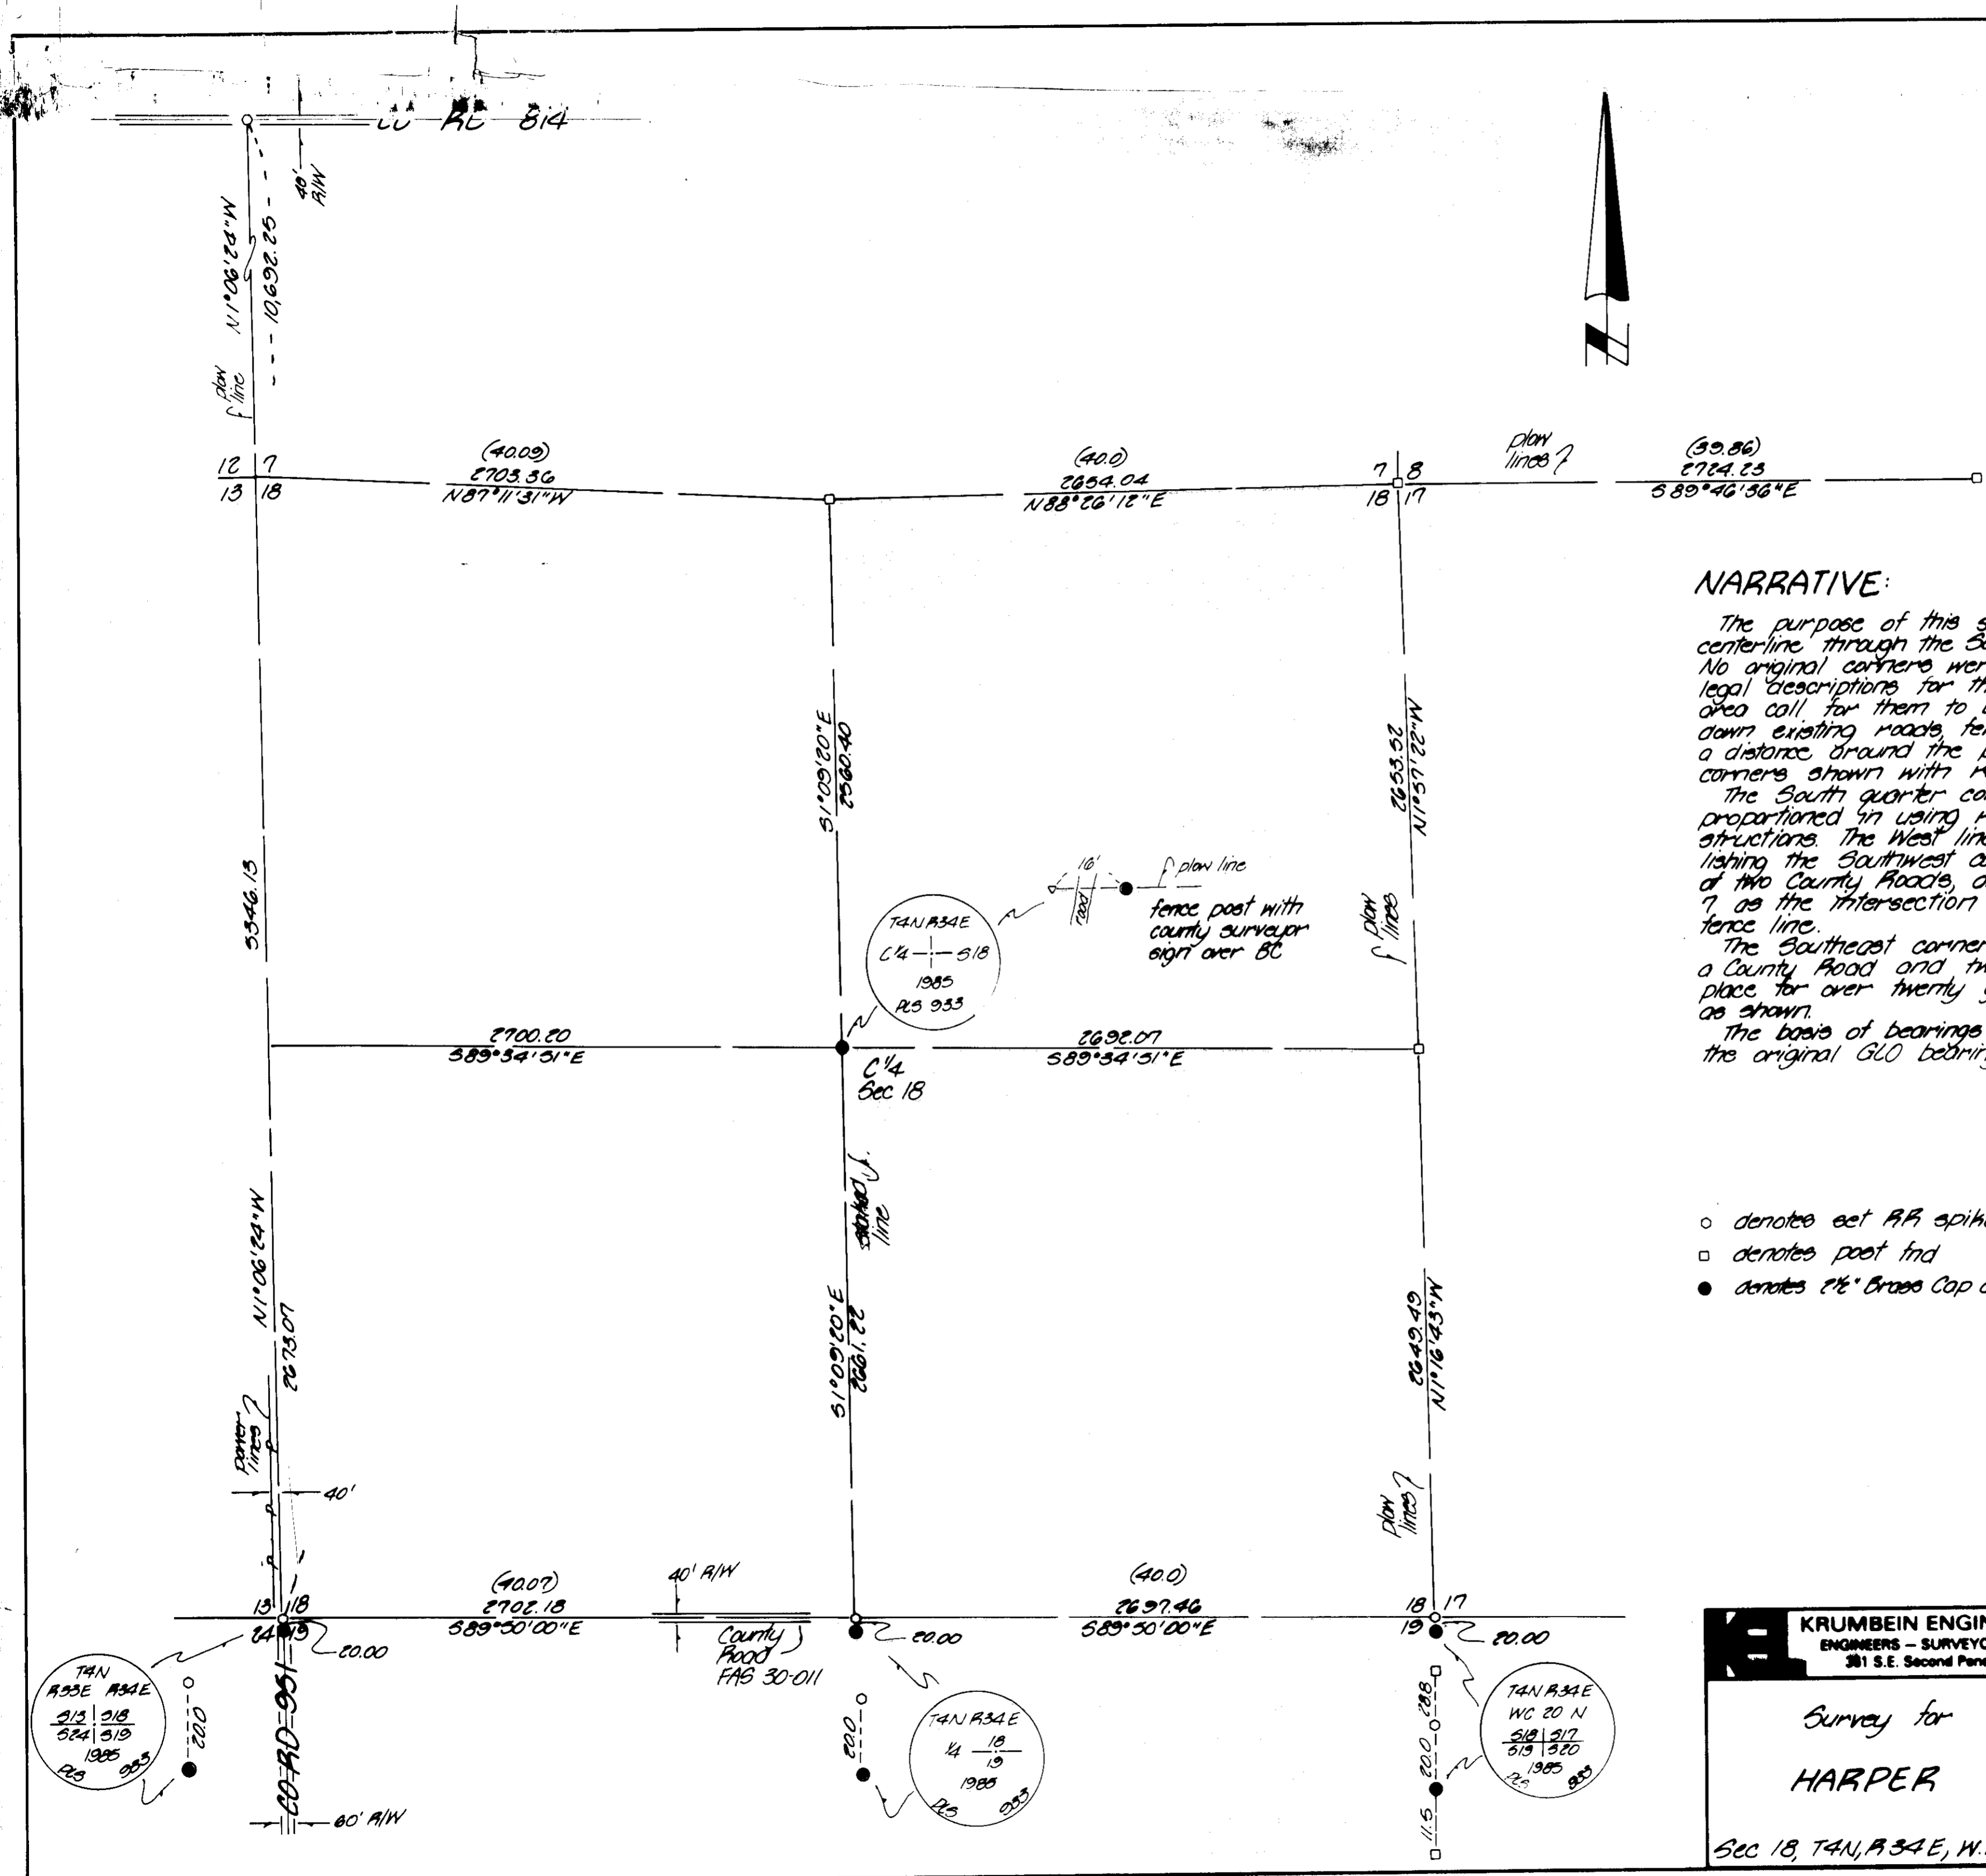 CO RD 814
40'
R/W
N1°06'24"W
10,692.25
plow
line
12 7
13 18
(40.09)
2703.36
N87°11'31"W
(40.0)
2654.04
N88°26'12"E
7 8
18 17
plow
lines
(39.86)
2724.23
S89°46'36"E
5346.13
S1°09'20"E
2560.40
2653.52
N1°37'22"W
plow
lines
16'
road
plow line
fence post with
county surveyor
sign over BC
T4N R34E
C¼ S18
1985
PLS 933
2700.20
S89°34'51"E
2692.07
S89°34'51"E
C¼
Sec 18
line
N1°06'24"W
2673.07
S1°09'20"E
2661.22
2649.49
N1°16'43"W
power
lines
40'
plow
lines
13 18
24 19
(40.07)
2702.18
S89°50'00"E
40' R/W
County
Road
FAS 30-011
(40.0)
2697.46
S89°50'00"E
18 17
19
20.00
20.00
20.00
T4N
R33E R34E
S13 S18
S24 S19
1985
PLS 933
20.0
CO RD 951
60' R/W
20.0
T4N R34E
¼ 18
19
1985
PLS 933
28.8
20.0
11.5
T4N R34E
WC 20 N
S18 S17
S19 S20
1985
PLS 933
N
NARRATIVE:
The purpose of this s
centerline through the S
No original corners wer
legal descriptions for th
area call for them to
down existing roads, fe
a distance around the
corners shown with
The South quarter co
proportioned in using
structions. The West lin
lishing the Southwest c
of two County Roads,
7 as the intersection
fence line.
The Southeast corner
a County Road and tw
place for over twenty
as shown.
The basis of bearings
the original GLO bearin
denotes set RR spik
denotes post fnd
denotes 2½" Brass Cap
KE
KRUMBEIN ENGIN
ENGINEERS – SURVEYO
331 S.E. Second Pen
Survey for
HARPER
Sec 18, T4N, R34E, W.